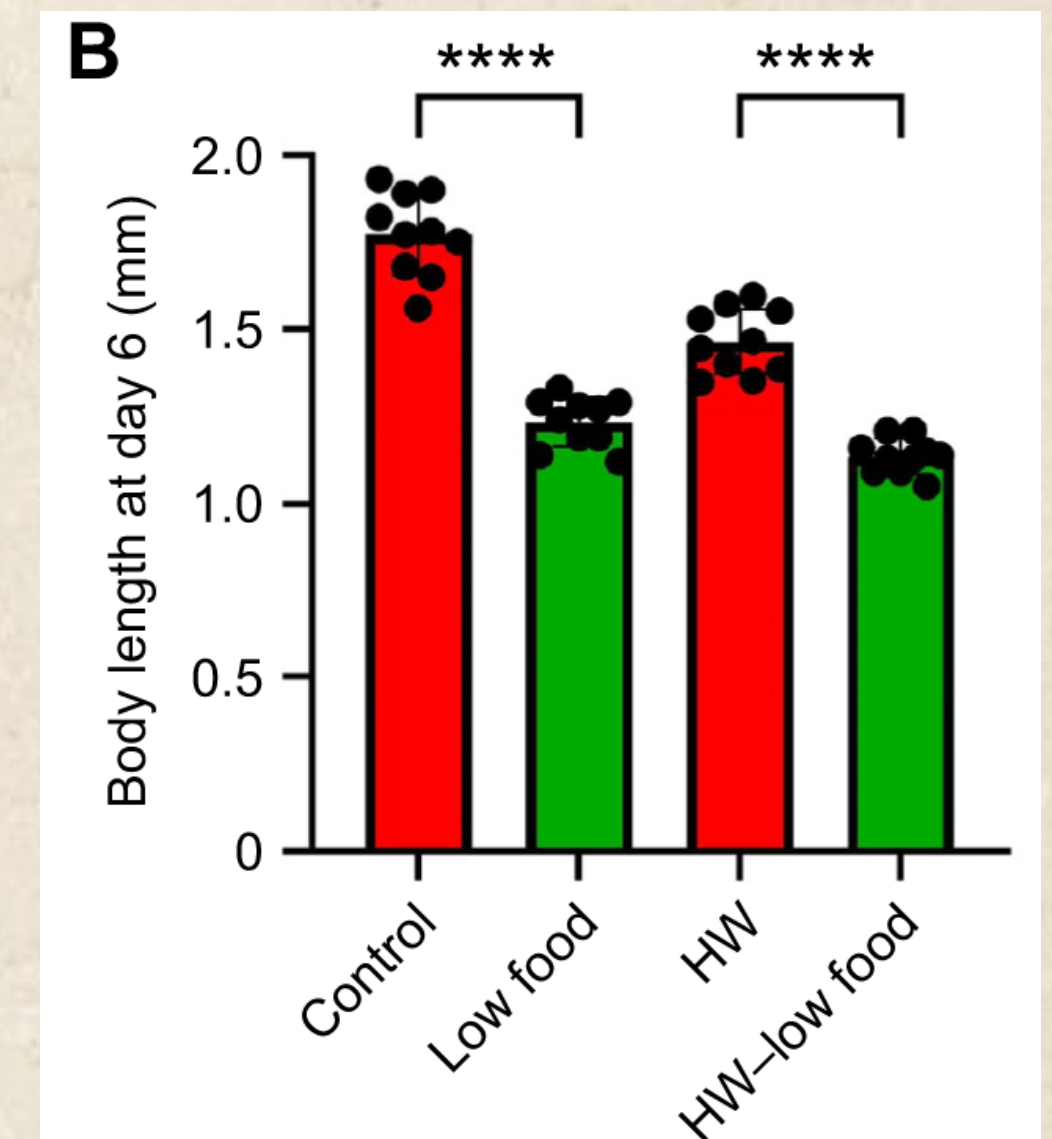 B
**** ****
2.0
1.5
1.0
0.5
0
Body length at day 6 (mm)
Control
Low food
HW
HW–low food